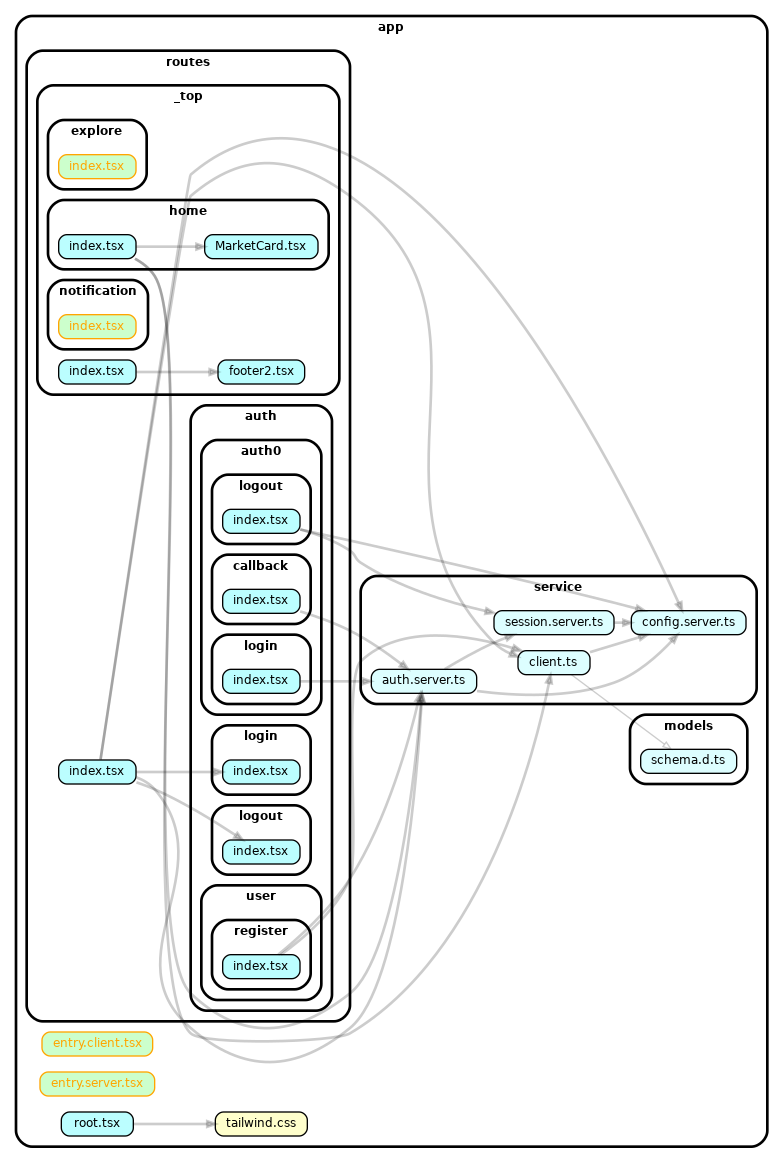 app
routes
_top
explore
index.tsx
home
index.tsx
MarketCard.tsx
notification
index.tsx
index.tsx
footer2.tsx
auth
auth0
logout
index.tsx
callback
index.tsx
login
index.tsx
login
index.tsx
index.tsx
logout
index.tsx
user
register
index.tsx
service
session.server.ts
config.server.ts
client.ts
auth.server.ts
models
schema.d.ts
entry.client.tsx
entry.server.tsx
root.tsx
tailwind.css